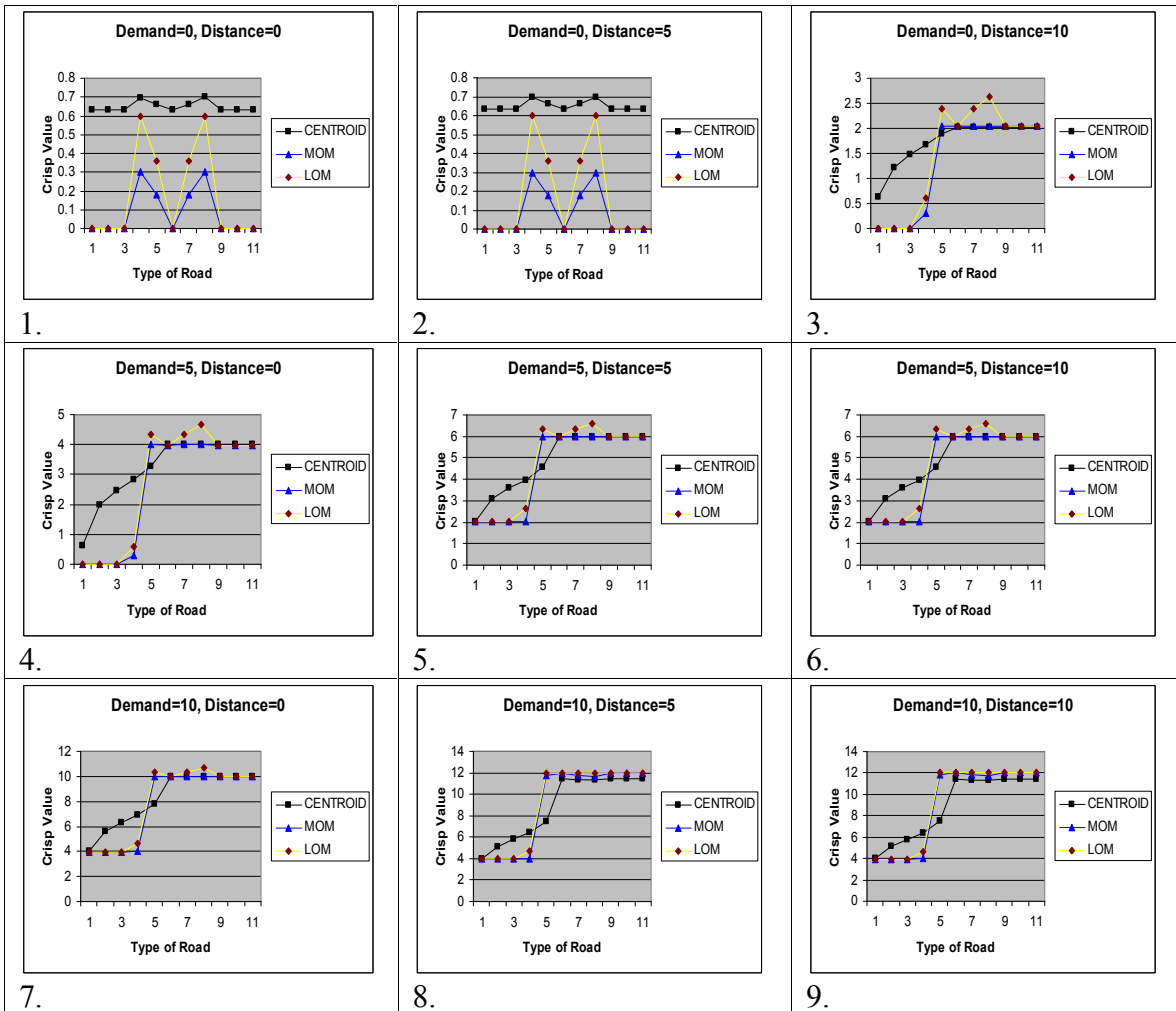 Demand=0, Distance=0
0.8
0.7
0.6
0.5
0.4
0.3
0.2
0.1
0
Crisp Value
1 3 5 7 9 11
Type of Road
CENTROID
MOM
LOM
1.
Demand=0, Distance=5
0.8
0.7
0.6
0.5
0.4
0.3
0.2
0.1
0
Crisp Value
1 3 5 7 9 11
Type of Road
CENTROID
MOM
LOM
2.
Demand=0, Distance=10
3
2.5
2
1.5
1
0.5
0
Crisp Value
1 3 5 7 9 11
Type of Raod
CENTROID
MOM
LOM
3.
Demand=5, Distance=0
5
4
3
2
1
0
Crisp Value
1 3 5 7 9 11
Type of Road
CENTROID
MOM
LOM
4.
Demand=5, Distance=5
7
6
5
4
3
2
1
0
Crisp Value
1 3 5 7 9 11
Type of Road
CENTROID
MOM
LOM
5.
Demand=5, Distance=10
7
6
5
4
3
2
1
0
Crisp Value
1 3 5 7 9 11
Type of Road
CENTROID
MOM
LOM
6.
Demand=10, Distance=0
12
10
8
6
4
2
0
Crisp Value
1 3 5 7 9 11
Type of Road
CENTROID
MOM
LOM
7.
Demand=10, Distance=5
14
12
10
8
6
4
2
0
Crisp Value
1 3 5 7 9 11
Type of Road
CENTROID
MOM
LOM
8.
Demand=10, Distance=10
14
12
10
8
6
4
2
0
Crisp Value
1 3 5 7 9 11
Type of Road
CENTROID
MOM
LOM
9.